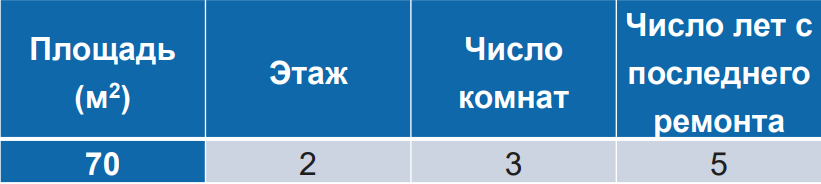 Площадь
(м²)
Этаж
Число
комнат
Число лет с
последнего
ремонта
70
2
3
5